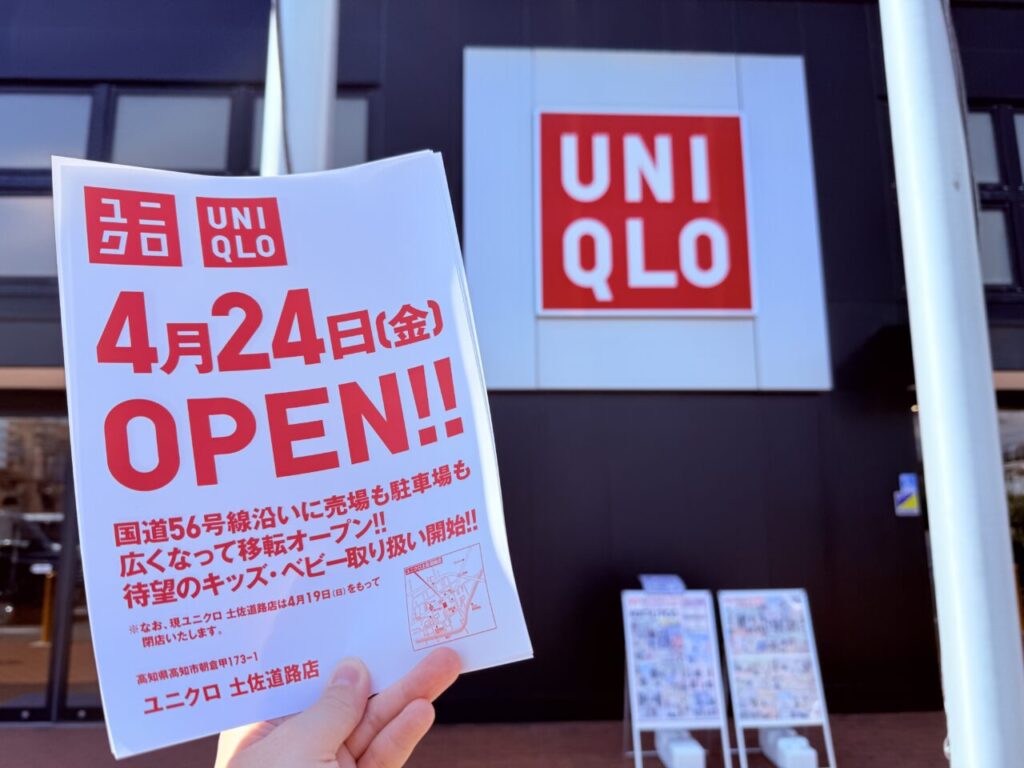 ユニ
クロ
UNI
QLO
4月24日(金)
OPEN!!
国道56号線沿いに売場も駐車場も
広くなって移転オープン!!
待望のキッズ・ベビー取り扱い開始!!
※なお、現ユニクロ 土佐道路店は4月19日(日)をもって
閉店いたします。
高知県高知市朝倉甲173-1
ユニクロ 土佐道路店
UNI
QLO